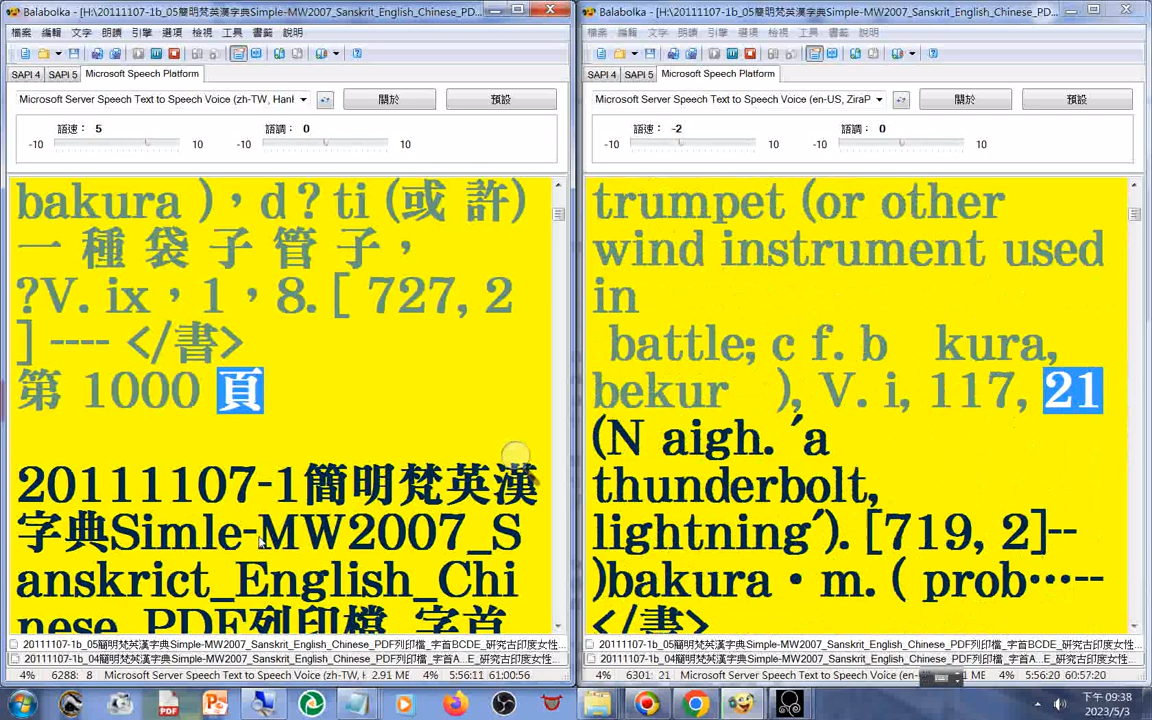 Balabolka - [H:\20111107-1b_05簡明梵英漢字典Simple-MW2007_Sanskrit_English_Chinese_PD...
檔案 編輯 文字 朗讀 引擎 選項 檢視 工具 書籤 說明
SAPI 4 SAPI 5 Microsoft Speech Platform
Microsoft Server Speech Text to Speech Voice (zh-TW, HanH
關於 預設
語速： 5 語調： 0
-10 10 -10 10
bakura )，d？ti (或 許)
一 種 袋 子 管 子，
?V. ix，1，8. [ 727, 2
] ---- </書>
第 1000 頁
20111107-1簡明梵英漢
字典Simle-MW2007_S
anskrict_English_Chi
nese_PDF列印檔_字首
20111107-1b_05簡明梵英漢字典Simple-MW2007_Sanskrit_English_Chinese_PDF列印檔_字首BCDE_研究古印度女性...
20111107-1b_04簡明梵英漢字典Simple-MW2007_Sanskrit_English_Chinese_PDF列印檔_字首A...E_研究古印度女性...
4% 6288: 8 Microsoft Server Speech Text to Speech Voice (zh-TW, H 2.91 ME 4% 5:56:11 61:00:56
Balabolka - [H:\20111107-1b_05簡明梵英漢字典Simple-MW2007_Sanskrit_English_Chinese_PD...
檔案 編輯 文字 朗讀 引擎 選項 檢視 工具 書籤 說明
SAPI 4 SAPI 5 Microsoft Speech Platform
Microsoft Server Speech Text to Speech Voice (en-US, ZiraP
關於 預設
語速： -2 語調： 0
-10 10 -10 10
trumpet (or other
wind instrument used
in
battle; c f. b kura,
bekur ), V. i, 117, 21
(N aigh. ´a
thunderbolt,
lightning´). [719, 2]--
)bakura・m. ( prob…--
</書>
20111107-1b_05簡明梵英漢字典Simple-MW2007_Sanskrit_English_Chinese_PDF列印檔_字首BCDE_研究古印度女性...
20111107-1b_04簡明梵英漢字典Simple-MW2007_Sanskrit_English_Chinese_PDF列印檔_字首A...E_研究古印度女性...
4% 6301: 21 Microsoft Server Speech Text to Speech Voice (en-US ME 4% 5:56:20 60:57:20
PDF
下午 09:38
2023/5/3